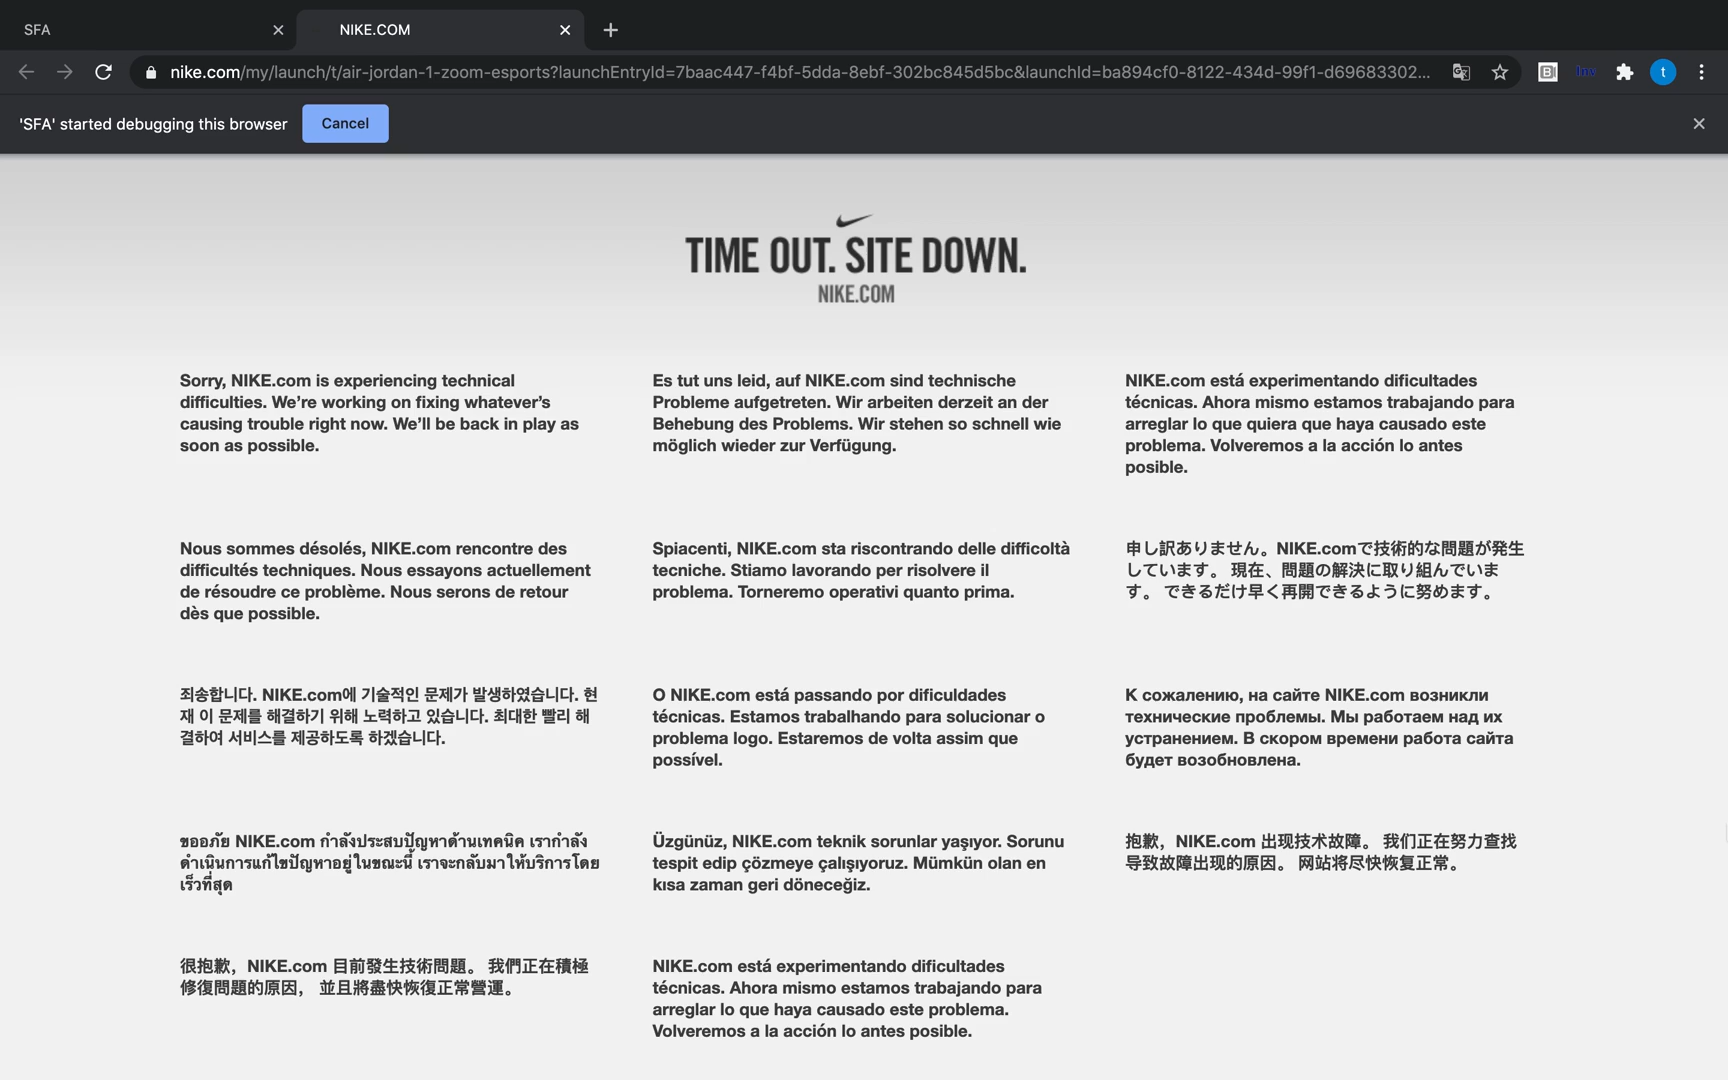 SFA
NIKE.COM
nike.com/my/launch/t/air-jordan-1-zoom-esports?launchEntryId=7baac447-f4bf-5dda-8ebf-302bc845d5bc&launchId=ba894cf0-8122-434d-99f1-d69683302...
t
'SFA' started debugging this browser
Cancel
TIME OUT. SITE DOWN.
NIKE.COM
Sorry, NIKE.com is experiencing technical
difficulties. We’re working on fixing whatever’s
causing trouble right now. We’ll be back in play as
soon as possible.
Es tut uns leid, auf NIKE.com sind technische
Probleme aufgetreten. Wir arbeiten derzeit an der
Behebung des Problems. Wir stehen so schnell wie
möglich wieder zur Verfügung.
NIKE.com está experimentando dificultades
técnicas. Ahora mismo estamos trabajando para
arreglar lo que quiera que haya causado este
problema. Volveremos a la acción lo antes
posible.
Nous sommes désolés, NIKE.com rencontre des
difficultés techniques. Nous essayons actuellement
de résoudre ce problème. Nous serons de retour
dès que possible.
Spiacenti, NIKE.com sta riscontrando delle difficoltà
tecniche. Stiamo lavorando per risolvere il
problema. Torneremo operativi quanto prima.
申し訳ありません。NIKE.comで技術的な問題が発生
しています。 現在、問題の解決に取り組んでいま
す。 できるだけ早く再開できるように努めます。
죄송합니다. NIKE.com에 기술적인 문제가 발생하였습니다. 현
재 이 문제를 해결하기 위해 노력하고 있습니다. 최대한 빨리 해
결하여 서비스를 제공하도록 하겠습니다.
O NIKE.com está passando por dificuldades
técnicas. Estamos trabalhando para solucionar o
problema logo. Estaremos de volta assim que
possível.
К сожалению, на сайте NIKE.com возникли
технические проблемы. Мы работаем над их
устранением. В скором времени работа сайта
будет возобновлена.
ขออภัย NIKE.com กำลังประสบปัญหาด้านเทคนิค เรากำลัง
ดำเนินการแก้ไขปัญหาอยู่ในขณะนี้ เราจะกลับมาให้บริการโดย
เร็วที่สุด
Üzgünüz, NIKE.com teknik sorunlar yaşıyor. Sorunu
tespit edip çözmeye çalışıyoruz. Mümkün olan en
kısa zaman geri döneceğiz.
抱歉，NIKE.com 出现技术故障。 我们正在努力查找
导致故障出现的原因。 网站将尽快恢复正常。
很抱歉，NIKE.com 目前發生技術問題。 我們正在積極
修復問題的原因， 並且將盡快恢復正常營運。
NIKE.com está experimentando dificultades
técnicas. Ahora mismo estamos trabajando para
arreglar lo que haya causado este problema.
Volveremos a la acción lo antes posible.